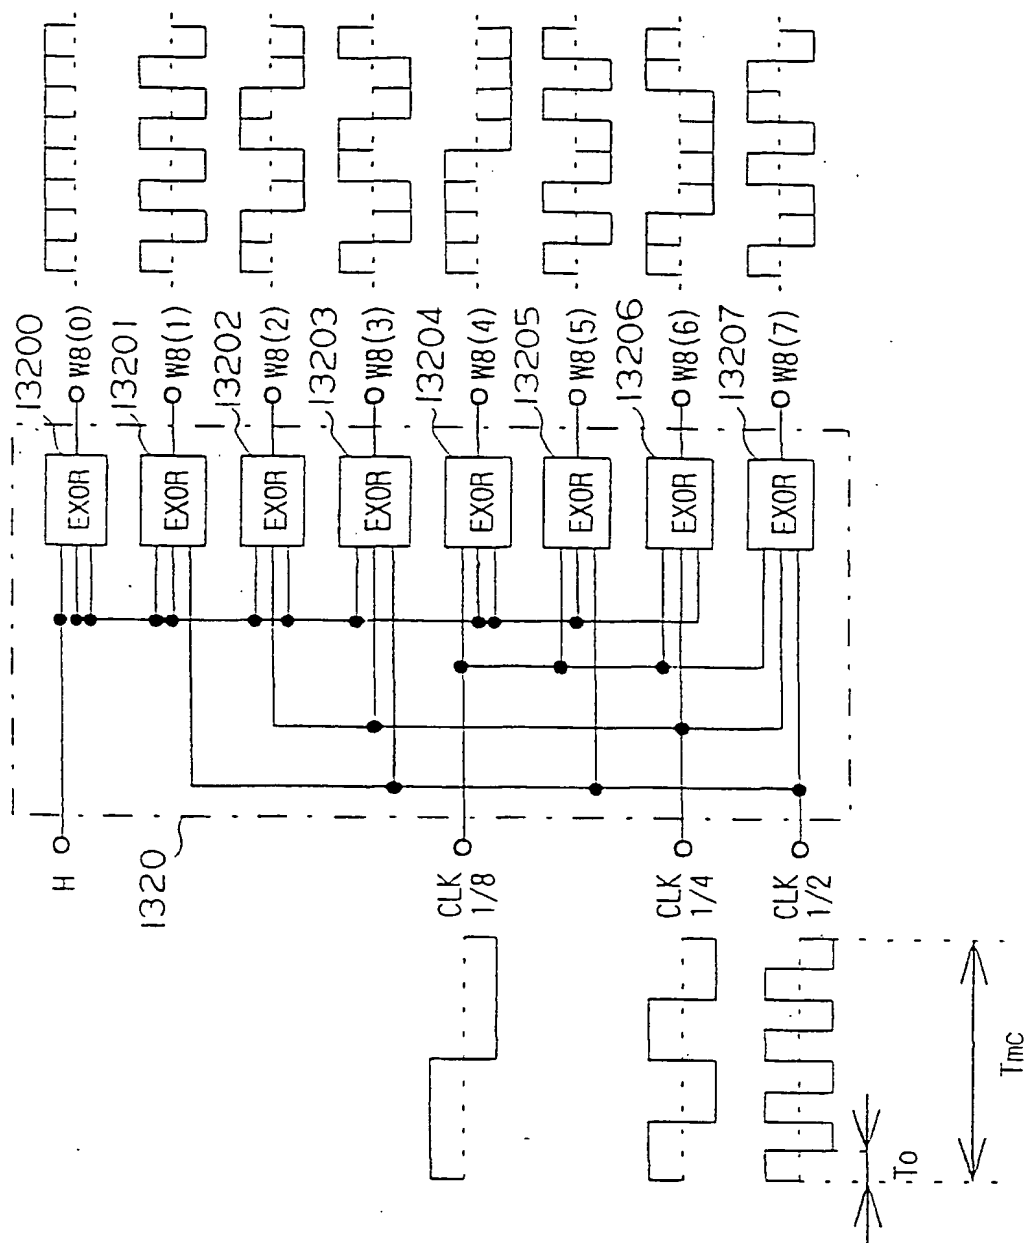 13200
13201
13202
13203
13204
13205
13206
13207
W8(0)
W8(1)
W8(2)
W8(3)
W8(4)
W8(5)
W8(6)
W8(7)
EXOR
EXOR
EXOR
EXOR
EXOR
EXOR
EXOR
EXOR
H
1320
CLK
1/8
CLK
1/4
CLK
1/2
To
Tmc